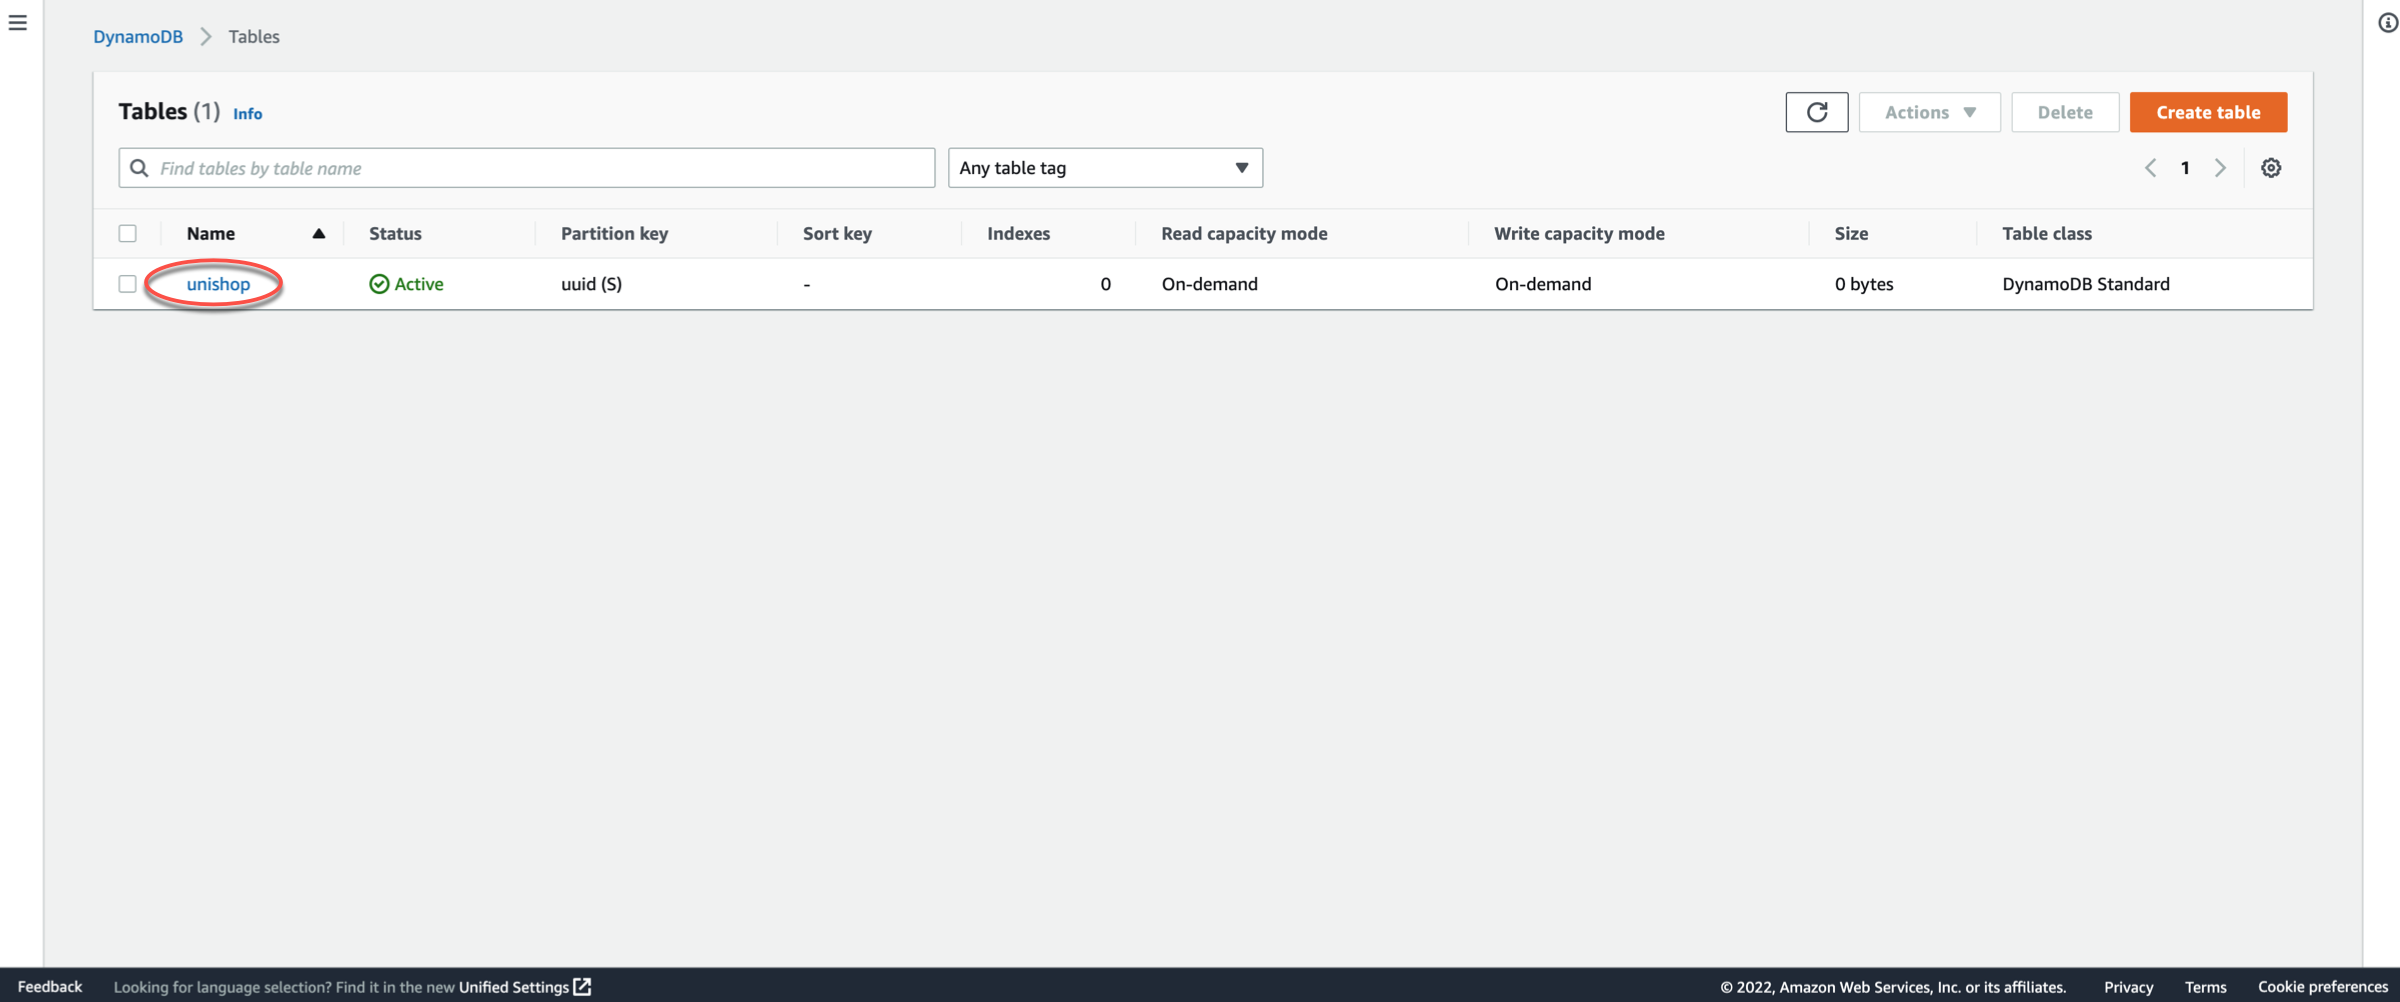 DynamoDB > Tables
Tables (1) Info
Actions Delete Create table
Find tables by table name Any table tag 1
Name Status Partition key Sort key Indexes Read capacity mode Write capacity mode Size Table class
unishop Active uuid (S) - 0 On-demand On-demand 0 bytes DynamoDB Standard
Feedback Looking for language selection? Find it in the new Unified Settings © 2022, Amazon Web Services, Inc. or its affiliates. Privacy Terms Cookie preferences